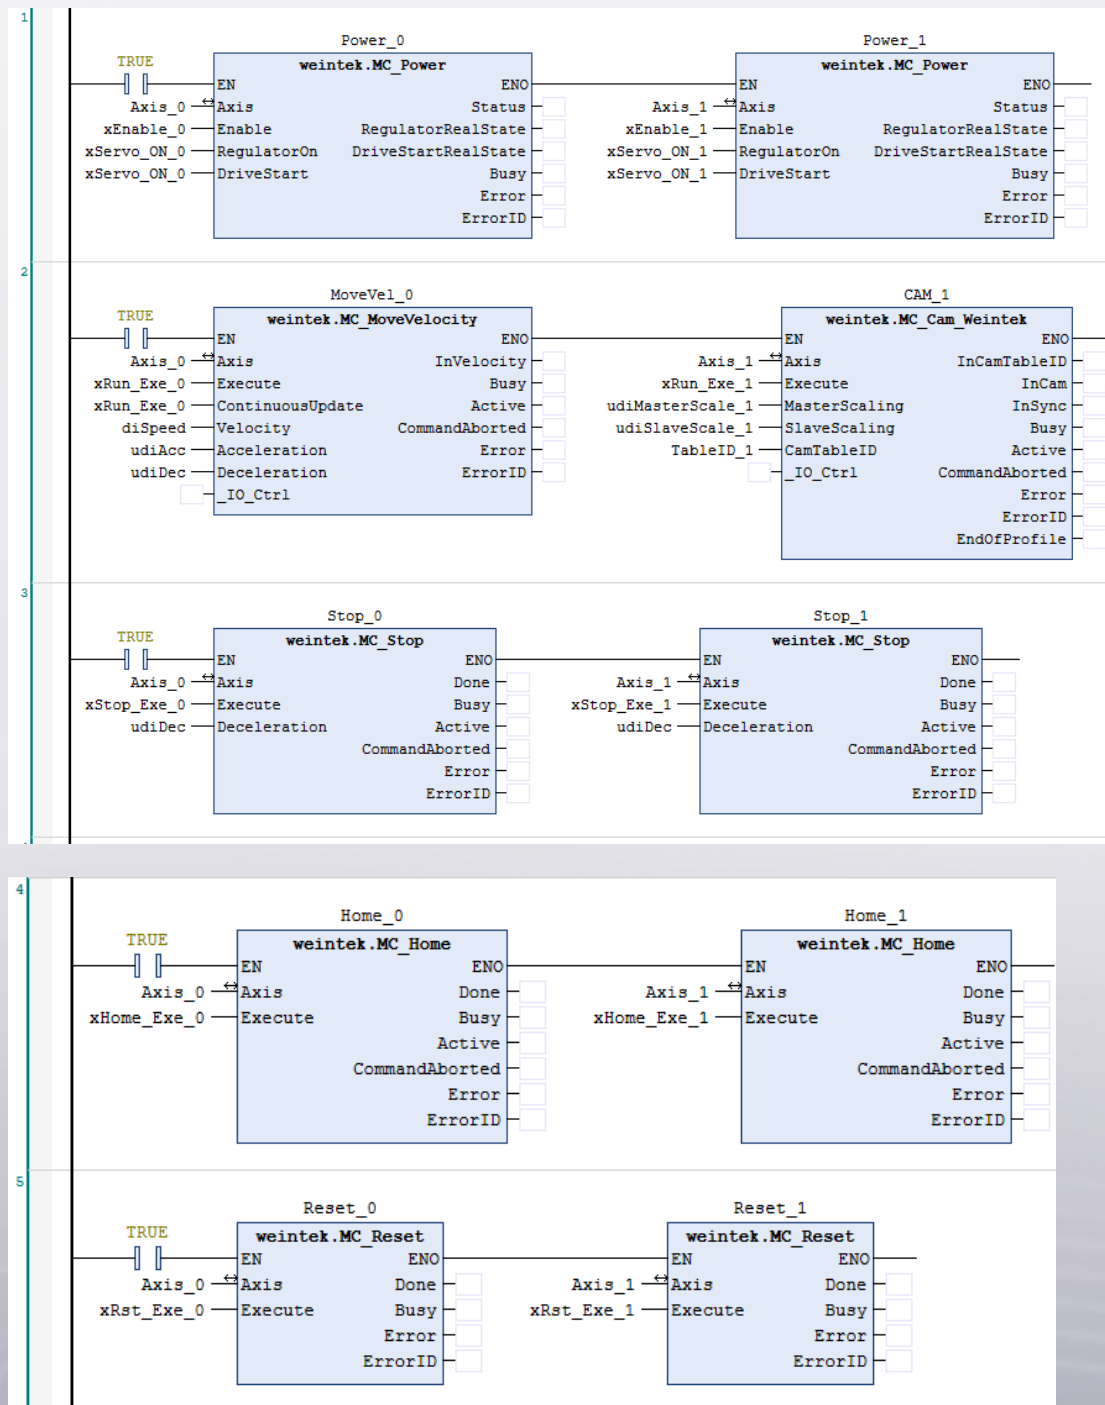 1
Power_0
Power_1
TRUE
weintek.MC_Power
weintek.MC_Power
EN ENO
EN ENO
Axis_0 Axis Status
Axis_1 Axis Status
xEnable_0 Enable RegulatorRealState
xEnable_1 Enable RegulatorRealState
xServo_ON_0 RegulatorOn DriveStartRealState
xServo_ON_1 RegulatorOn DriveStartRealState
xServo_ON_0 DriveStart Busy
xServo_ON_1 DriveStart Busy
Error
Error
ErrorID
ErrorID
2
MoveVel_0
CAM_1
TRUE
weintek.MC_MoveVelocity
weintek.MC_Cam_Weintek
EN ENO
EN ENO
Axis_0 Axis InVelocity
Axis_1 Axis InCamTableID
xRun_Exe_0 Execute Busy
xRun_Exe_1 Execute InCam
xRun_Exe_0 ContinuousUpdate Active
udiMasterScale_1 MasterScaling InSync
diSpeed Velocity CommandAborted
udiSlaveScale_1 SlaveScaling Busy
udiAcc Acceleration Error
TableID_1 CamTableID Active
udiDec Deceleration ErrorID
_IO_Ctrl CommandAborted
_IO_Ctrl
Error
ErrorID
EndOfProfile
3
Stop_0
Stop_1
TRUE
weintek.MC_Stop
weintek.MC_Stop
EN ENO
EN ENO
Axis_0 Axis Done
Axis_1 Axis Done
xStop_Exe_0 Execute Busy
xStop_Exe_1 Execute Busy
udiDec Deceleration Active
udiDec Deceleration Active
CommandAborted
CommandAborted
Error
Error
ErrorID
ErrorID
4
Home_0
Home_1
TRUE
weintek.MC_Home
weintek.MC_Home
EN ENO
EN ENO
Axis_0 Axis Done
Axis_1 Axis Done
xHome_Exe_0 Execute Busy
xHome_Exe_1 Execute Busy
Active
Active
CommandAborted
CommandAborted
Error
Error
ErrorID
ErrorID
5
Reset_0
Reset_1
TRUE
weintek.MC_Reset
weintek.MC_Reset
EN ENO
EN ENO
Axis_0 Axis Done
Axis_1 Axis Done
xRst_Exe_0 Execute Busy
xRst_Exe_1 Execute Busy
Error
Error
ErrorID
ErrorID